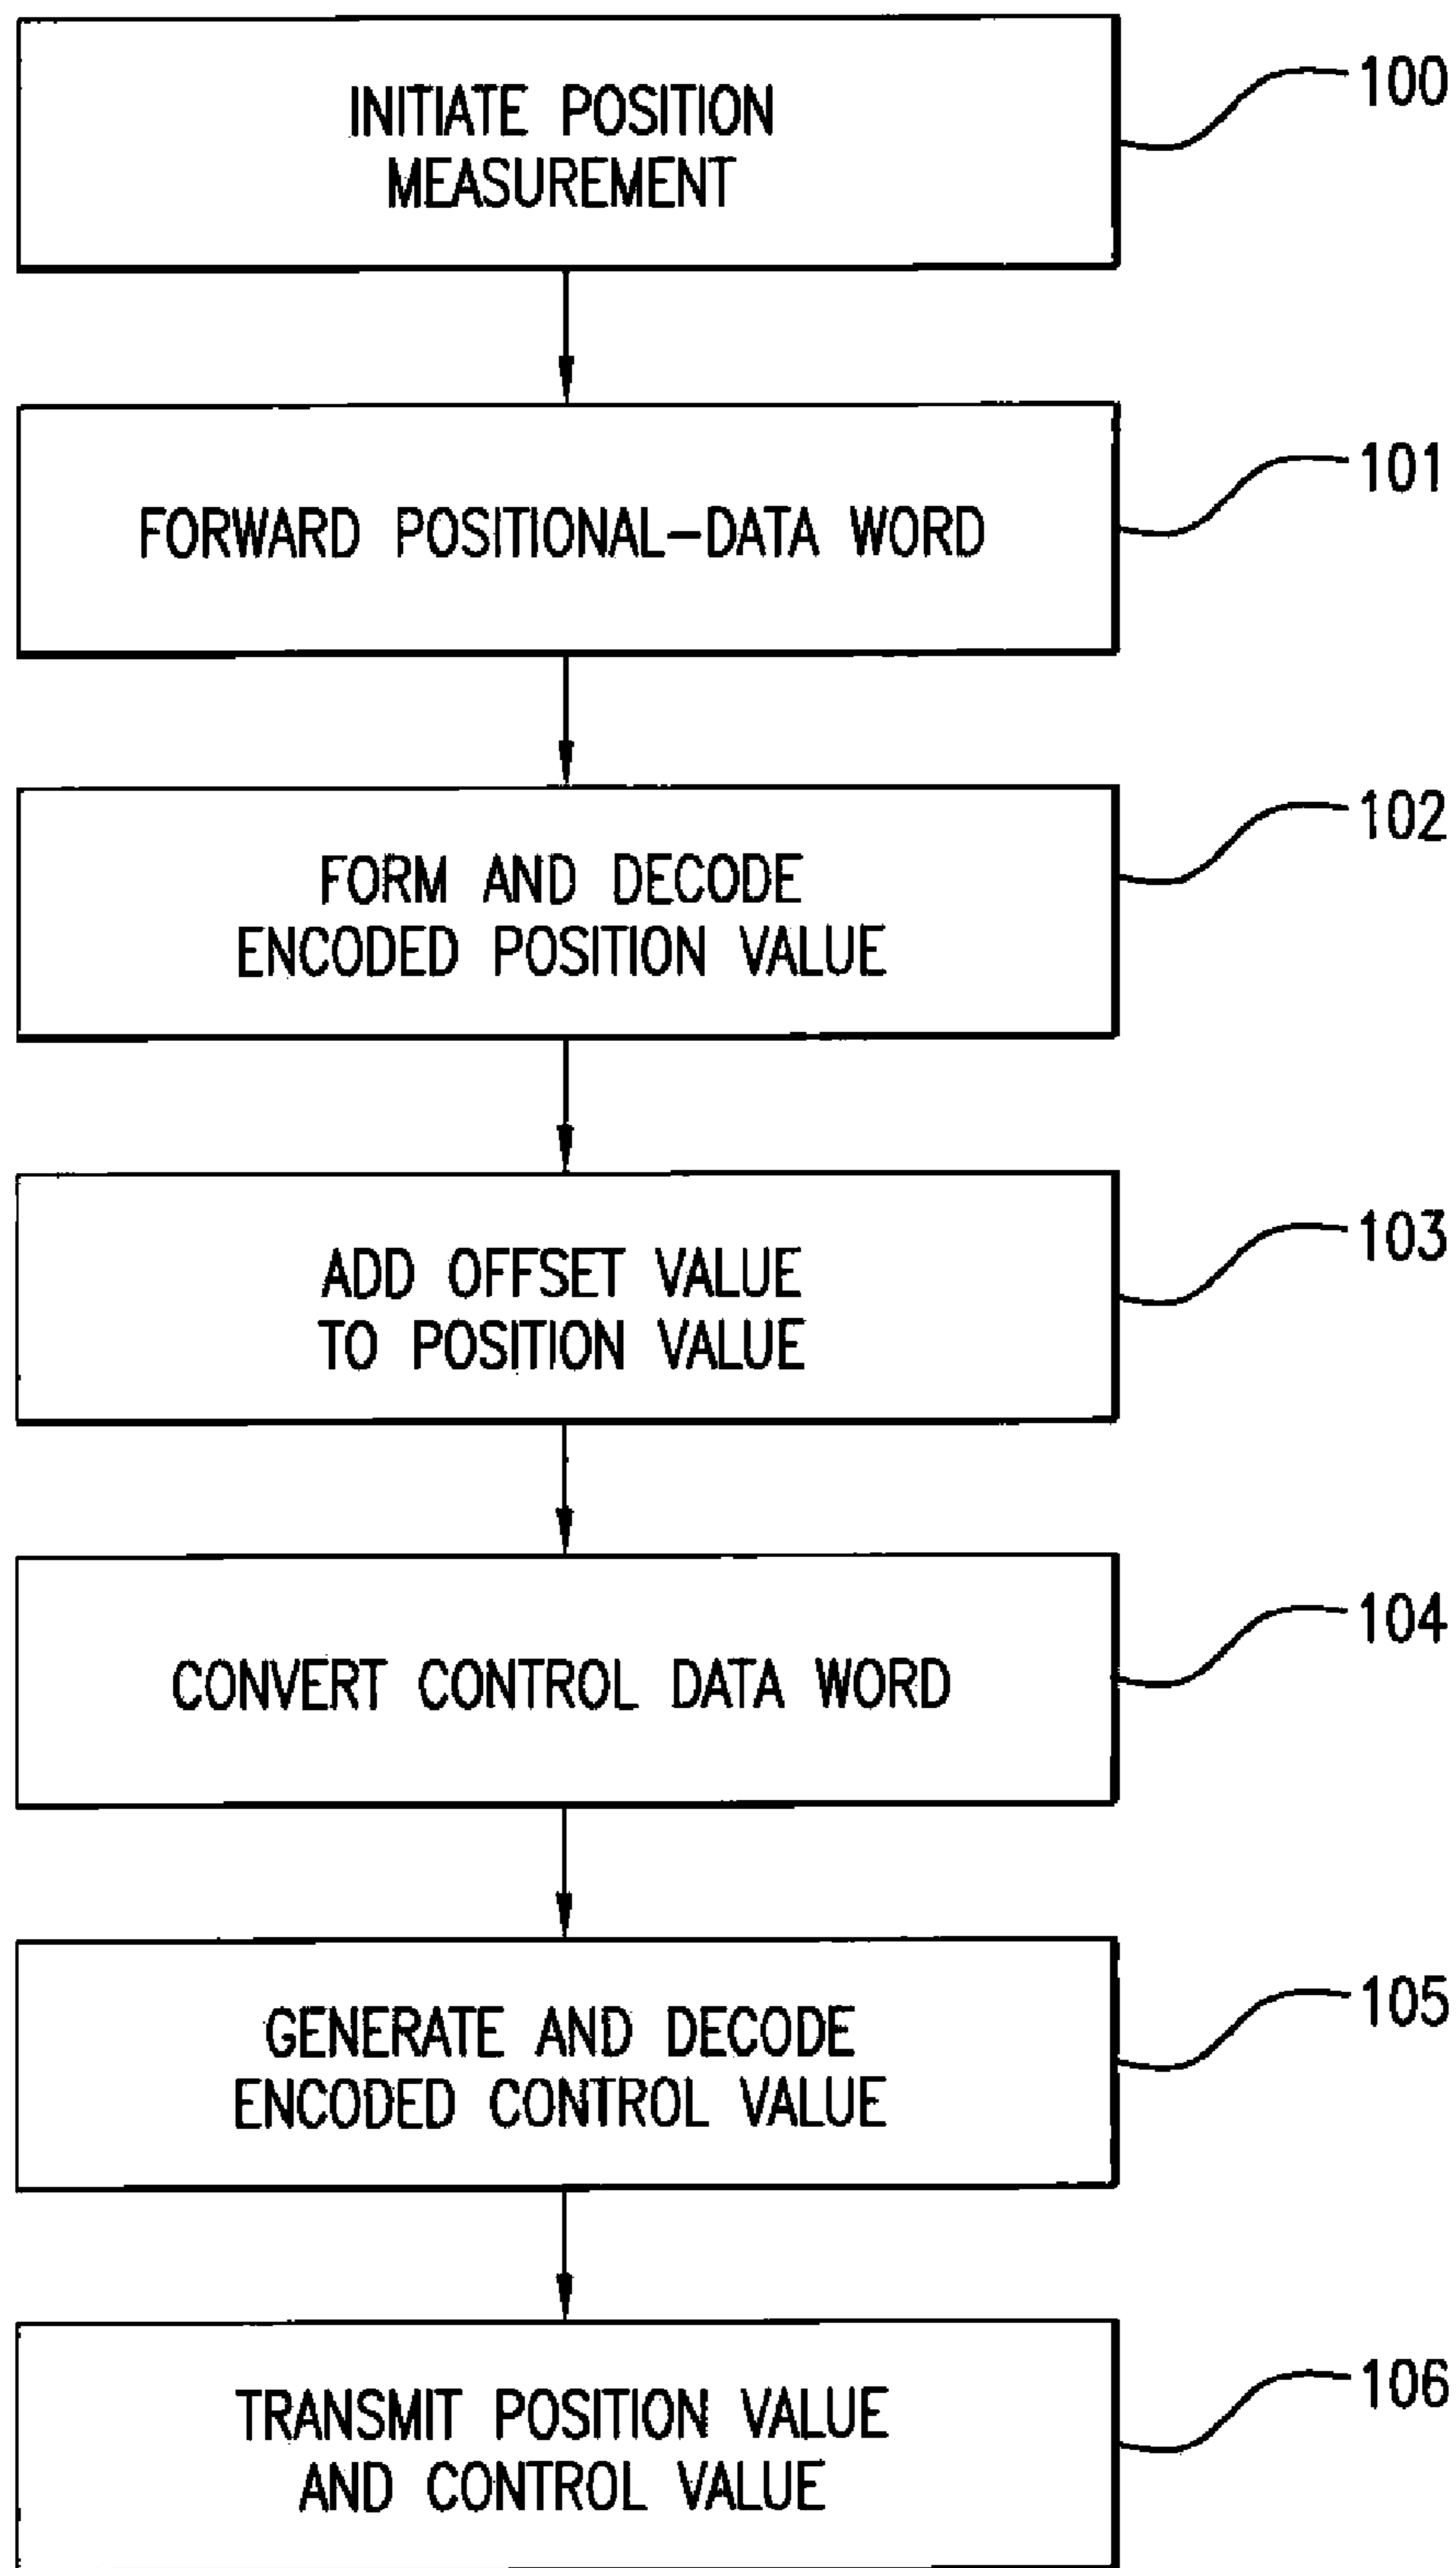 INITIATE POSITION
MEASUREMENT
100
FORWARD POSITIONAL-DATA WORD
101
FORM AND DECODE
ENCODED POSITION VALUE
102
ADD OFFSET VALUE
TO POSITION VALUE
103
CONVERT CONTROL DATA WORD
104
GENERATE AND DECODE
ENCODED CONTROL VALUE
105
TRANSMIT POSITION VALUE
AND CONTROL VALUE
106